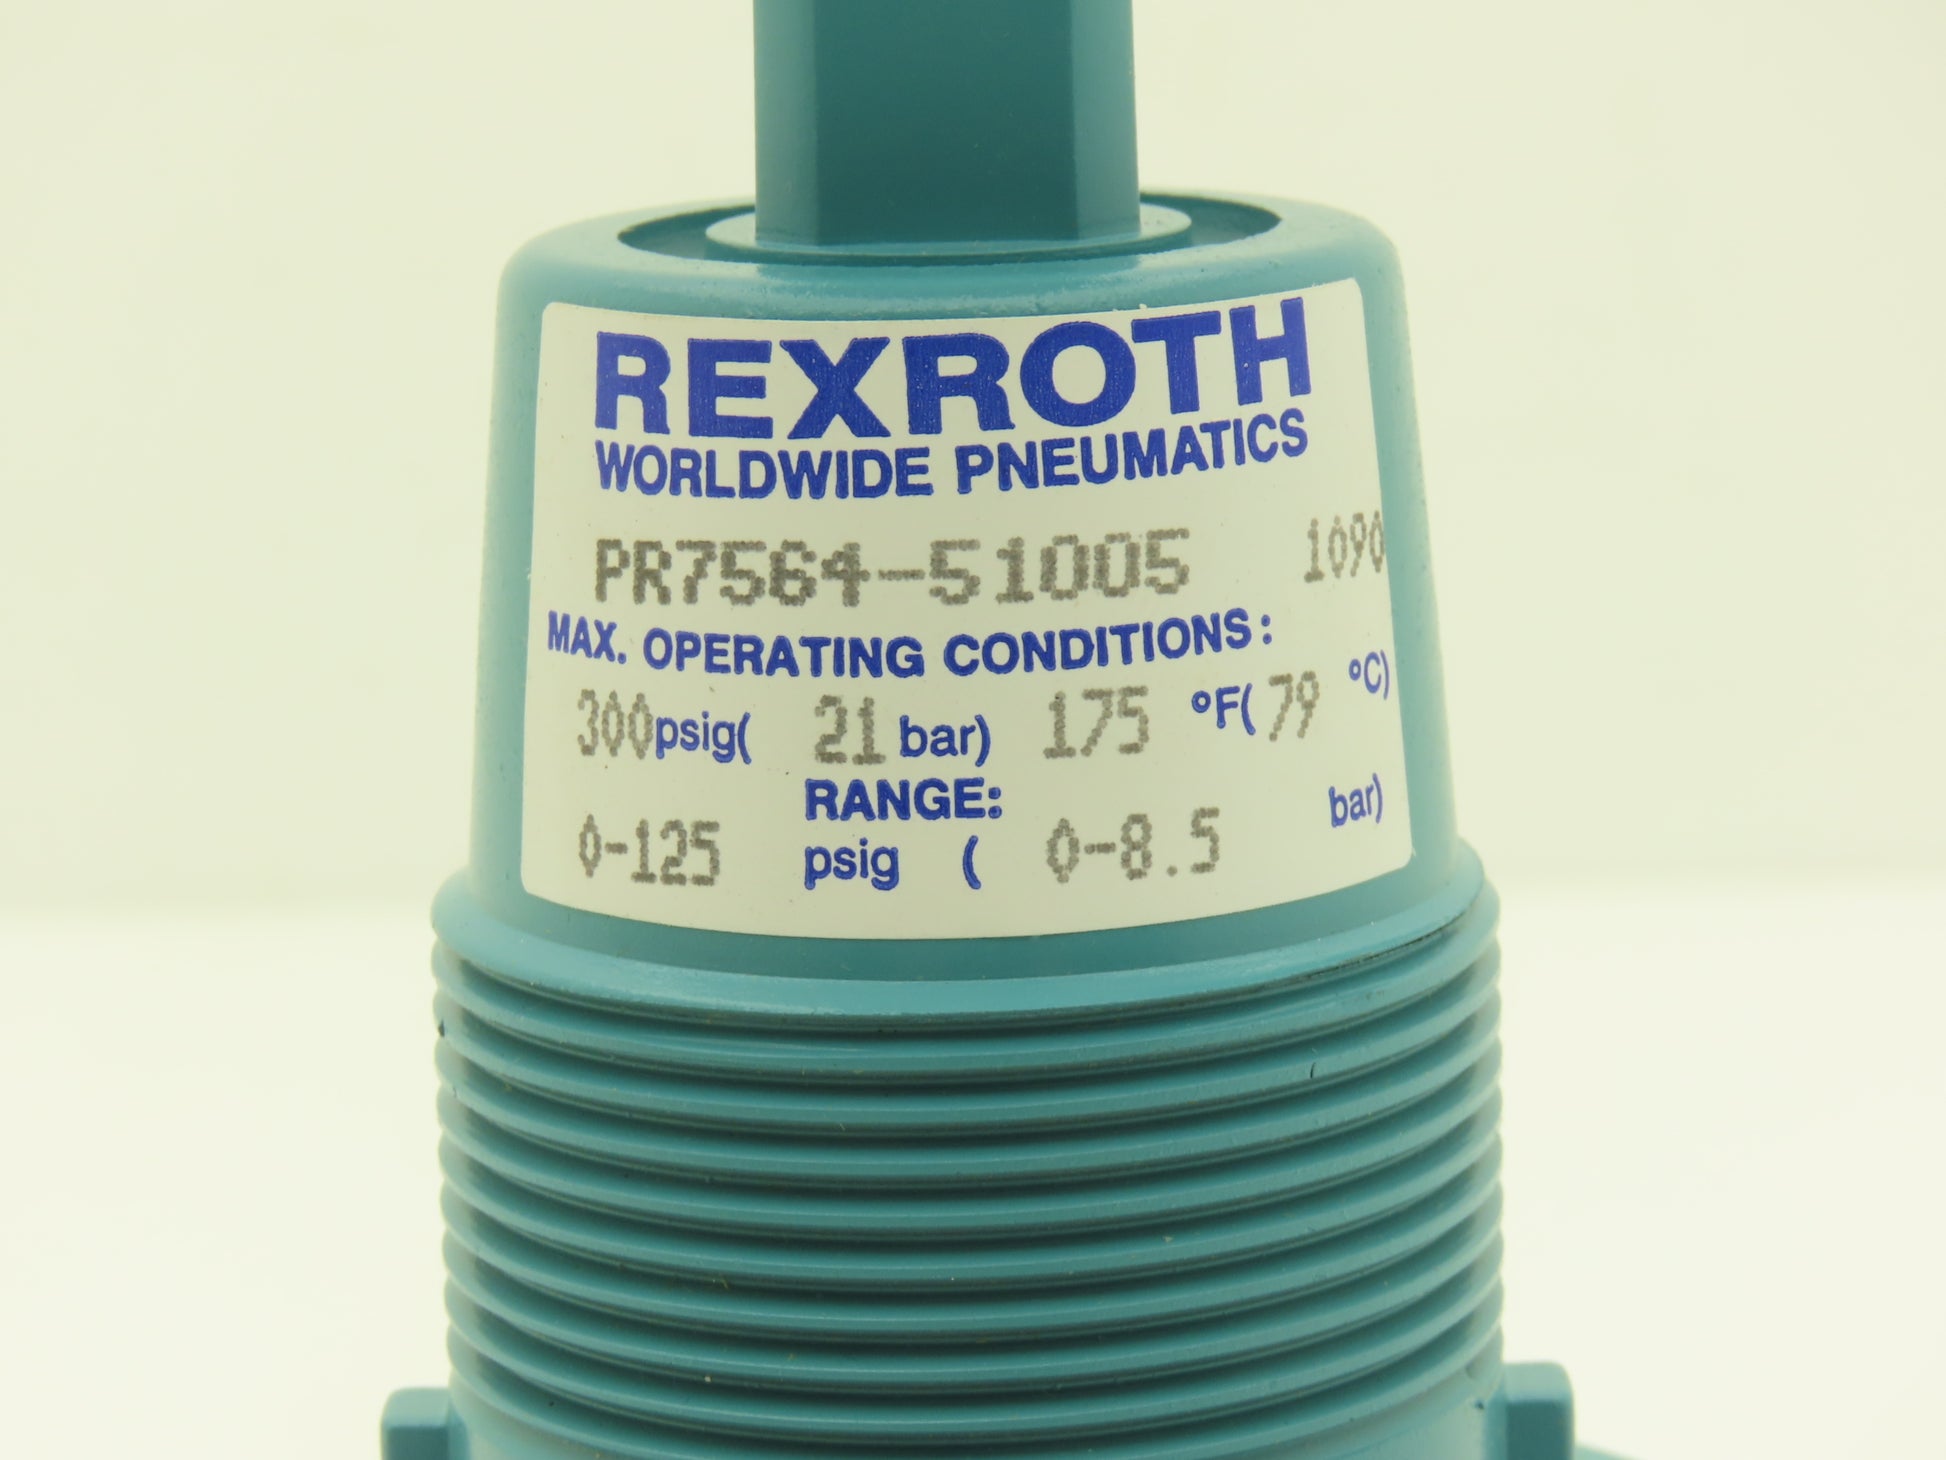 REXROTH
WORLDWIDE PNEUMATICS
PR7564-51005 1090
MAX. OPERATING CONDITIONS:
300psig( 21 bar) 175 °F( 79 °C)
RANGE:
0-125 psig ( 0-8.5 bar)